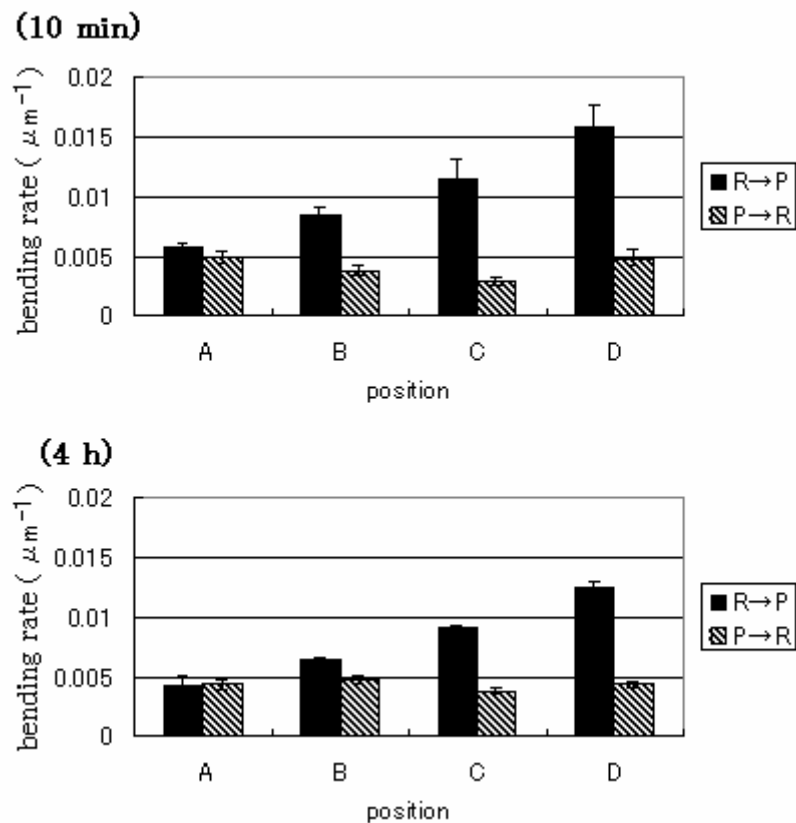 (10 min)
bending rate ( μm⁻¹)
0.02
0.015
0.01
0.005
0
A B C D
position
R→P
P→R
(4 h)
bending rate ( μm⁻¹)
0.02
0.015
0.01
0.005
0
A B C D
position
R→P
P→R